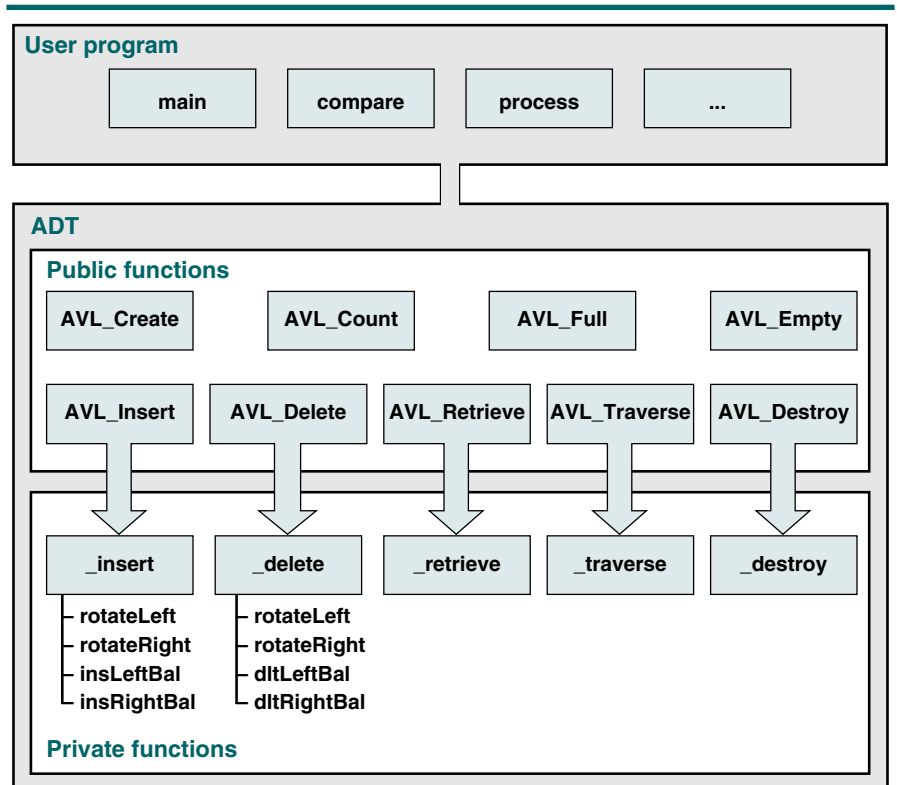 User program
main compare process ...
ADT
Public functions
AVL_Create AVL_Count AVL_Full AVL_Empty
AVL_Insert AVL_Delete AVL_Retrieve AVL_Traverse AVL_Destroy
_insert _delete _retrieve _traverse _destroy
rotateLeft rotateLeft
rotateRight rotateRight
insLeftBal dltLeftBal
insRightBal dltRightBal
Private functions